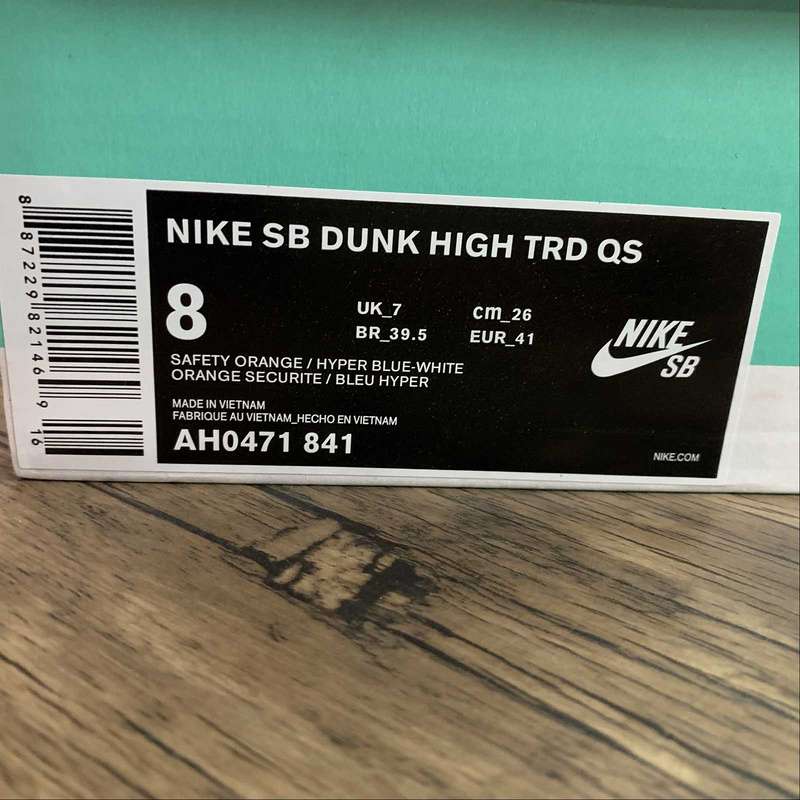 NIKE SB DUNK HIGH TRD QS
8
UK_7 cm_26
BR_39.5 EUR_41
NIKE
SB
SAFETY ORANGE / HYPER BLUE-WHITE
ORANGE SECURITE / BLEU HYPER
MADE IN VIETNAM
FABRIQUE AU VIETNAM_HECHO EN VIETNAM
AH0471 841
NIKE.COM
8 87229 82146 9 16